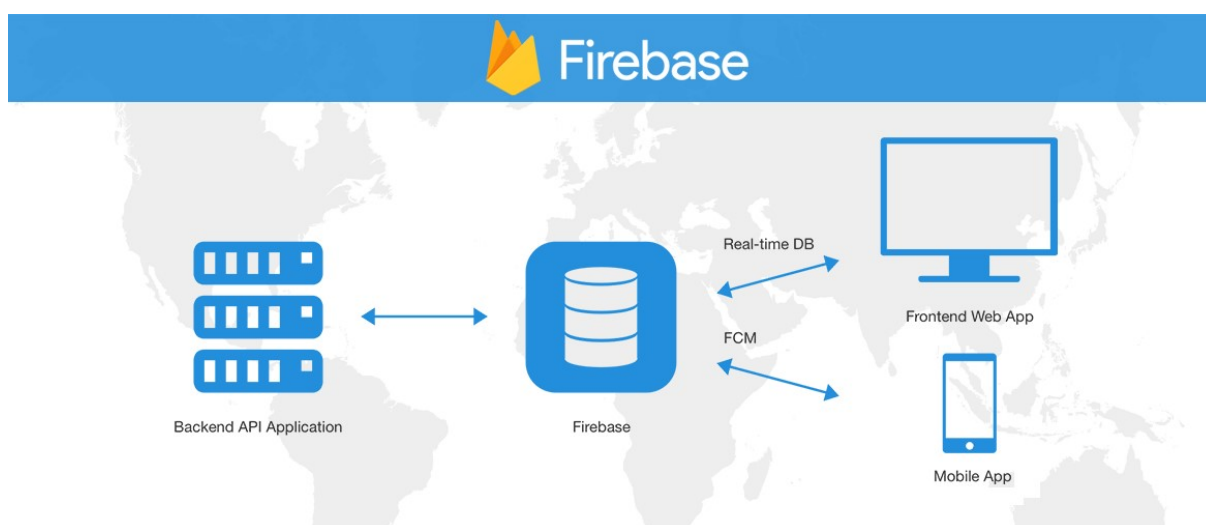 Firebase
Real-time DB
Frontend Web App
FCM
Backend API Application
Firebase
Mobile App